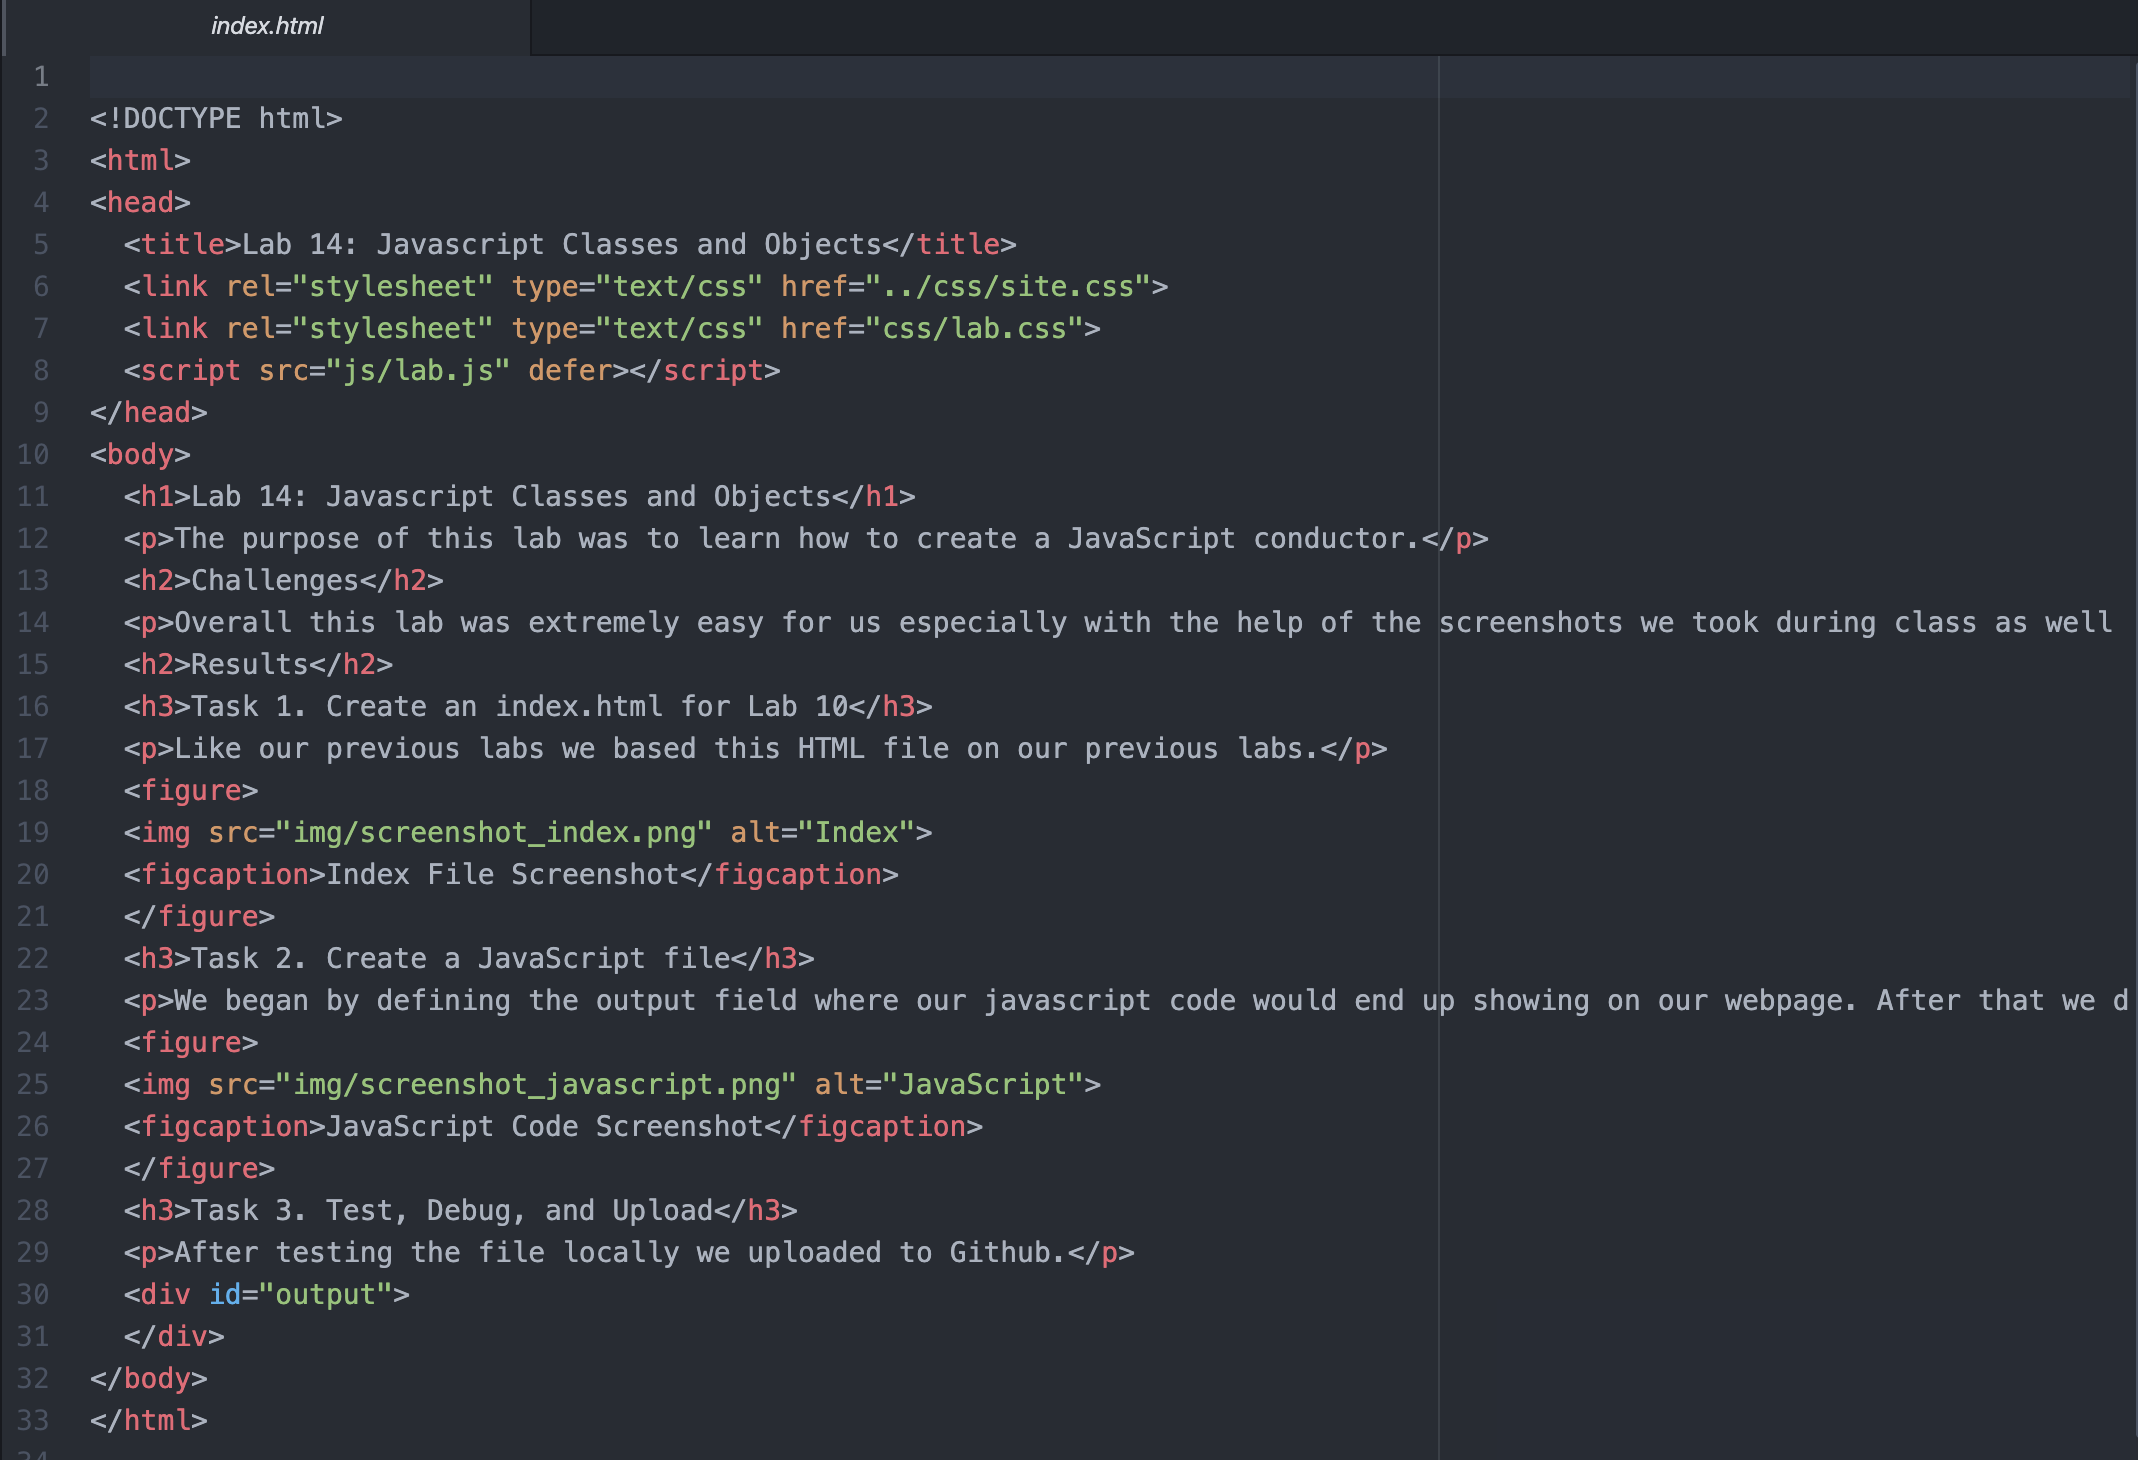 index.html
1
2 <!DOCTYPE html>
3 <html>
4 <head>
5   <title>Lab 14: Javascript Classes and Objects</title>
6   <link rel="stylesheet" type="text/css" href="../css/site.css">
7   <link rel="stylesheet" type="text/css" href="css/lab.css">
8   <script src="js/lab.js" defer></script>
9 </head>
10 <body>
11   <h1>Lab 14: Javascript Classes and Objects</h1>
12   <p>The purpose of this lab was to learn how to create a JavaScript conductor.</p>
13   <h2>Challenges</h2>
14   <p>Overall this lab was extremely easy for us especially with the help of the screenshots we took during class as well
15   <h2>Results</h2>
16   <h3>Task 1. Create an index.html for Lab 10</h3>
17   <p>Like our previous labs we based this HTML file on our previous labs.</p>
18   <figure>
19   <img src="img/screenshot_index.png" alt="Index">
20   <figcaption>Index File Screenshot</figcaption>
21   </figure>
22   <h3>Task 2. Create a JavaScript file</h3>
23   <p>We began by defining the output field where our javascript code would end up showing on our webpage. After that we d
24   <figure>
25   <img src="img/screenshot_javascript.png" alt="JavaScript">
26   <figcaption>JavaScript Code Screenshot</figcaption>
27   </figure>
28   <h3>Task 3. Test, Debug, and Upload</h3>
29   <p>After testing the file locally we uploaded to Github.</p>
30   <div id="output">
31   </div>
32 </body>
33 </html>
34